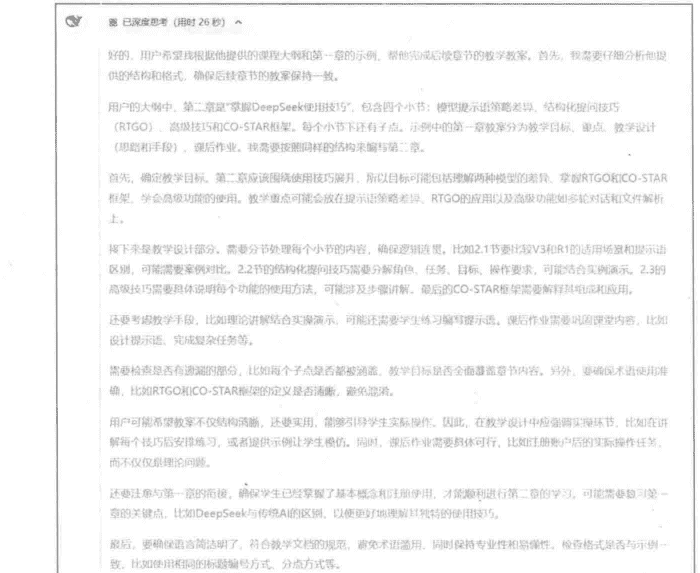 已深度思考（用时 26 秒）
好的，用户希望我根据他提供的课程大纲和第一章的示例，帮他完成后续章节的教学教案。首先，我需要仔细分析他提
供的结构和格式，确保后续章节的教案保持一致。
用户的大纲中，第二章是“掌握DeepSeek使用技巧”，包含四个小节：模型提示语策略差异、结构化提问技巧
（RTGO）、高级技巧和CO-STAR框架。每个小节下还有子点。示例中的第一章教案分为教学目标、重点、教学设计
（思路和手段）、课后作业。我需要按照同样的结构来编写第二章。
首先，确定教学目标。第二章应该围绕使用技巧展开，所以目标可能包括理解两种模型的差异，掌握RTGO和CO-STAR
框架，学会高级功能的使用。教学重点可能会放在提示语策略差异、RTGO的应用以及高级功能如多轮对话和文件解析
上。
接下来是教学设计部分。需要分节处理每个小节的内容，确保逻辑连贯。比如2.1节要比较V3和R1的适用场景和提示语
区别，可能需要案例对比。2.2节的结构化提问技巧需要分解角色、任务、目标、操作要求，可能结合实例演示。2.3的
高级技巧需要具体说明每个功能的使用方法，可能涉及步骤讲解。最后的CO-STAR框架需要解释其组成和应用。
还要考虑教学手段，比如理论讲解结合实操演示，可能还需要学生练习编写提示语。课后作业需要巩固课堂内容，比如
设计提示语、完成复杂任务等。
需要检查是否有遗漏的部分，比如每个子点是否都被涵盖，教学目标是否全面覆盖章节内容。另外，要确保术语使用准
确，比如RTGO和CO-STAR框架的定义是否清晰，避免混淆。
用户可能希望教案不仅结构清晰，还要实用，能够引导学生实际操作。因此，在教学设计中应强调实操环节，比如在讲
解每个技巧后安排练习，或者提供示例让学生模仿。同时，课后作业需要具体可行，比如注册账户后的实际操作任务，
而不仅仅是理论问题。
还要注意与第一章的衔接，确保学生已经掌握了基本概念和注册使用，才能顺利进行第二章的学习。可能需要复习第一
章的关键点，比如DeepSeek与传统AI的区别，以便更好地理解其独特的使用技巧。
最后，要确保语言简洁明了，符合教学文档的规范，避免术语滥用，同时保持专业性和易懂性。检查格式是否与示例一
致，比如使用相同的标题编号方式、分点方式等。